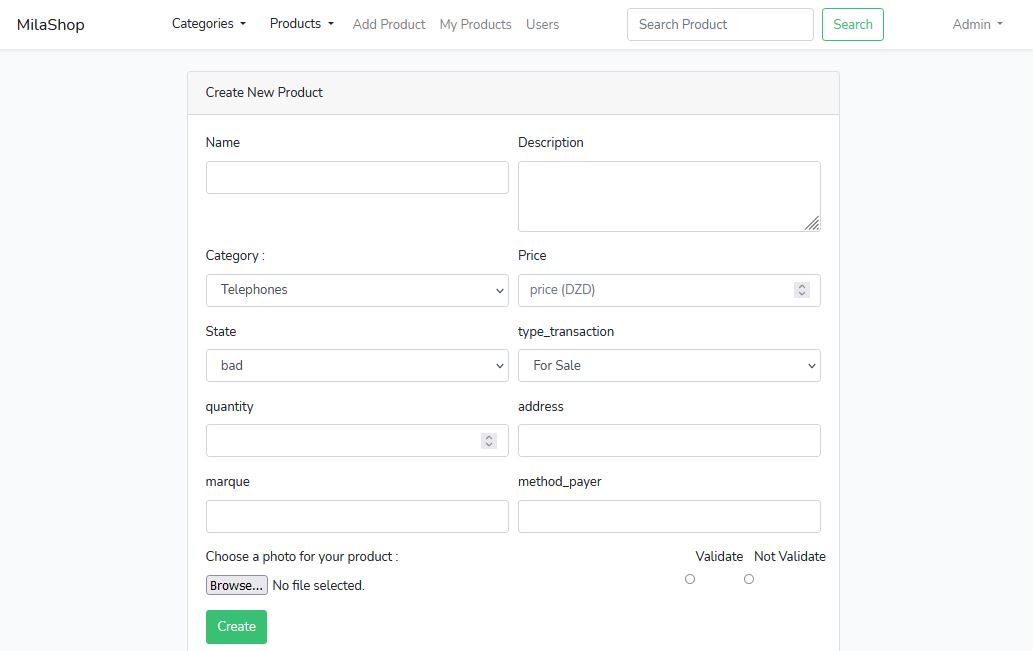 MilaShop Categories Products Add Product My Products Users Search Product Search Admin
Create New Product
Name Description
Category : Price
Telephones price (DZD)
State type_transaction
bad For Sale
quantity address
marque method_payer
Choose a photo for your product : Validate Not Validate
Browse... No file selected.
Create